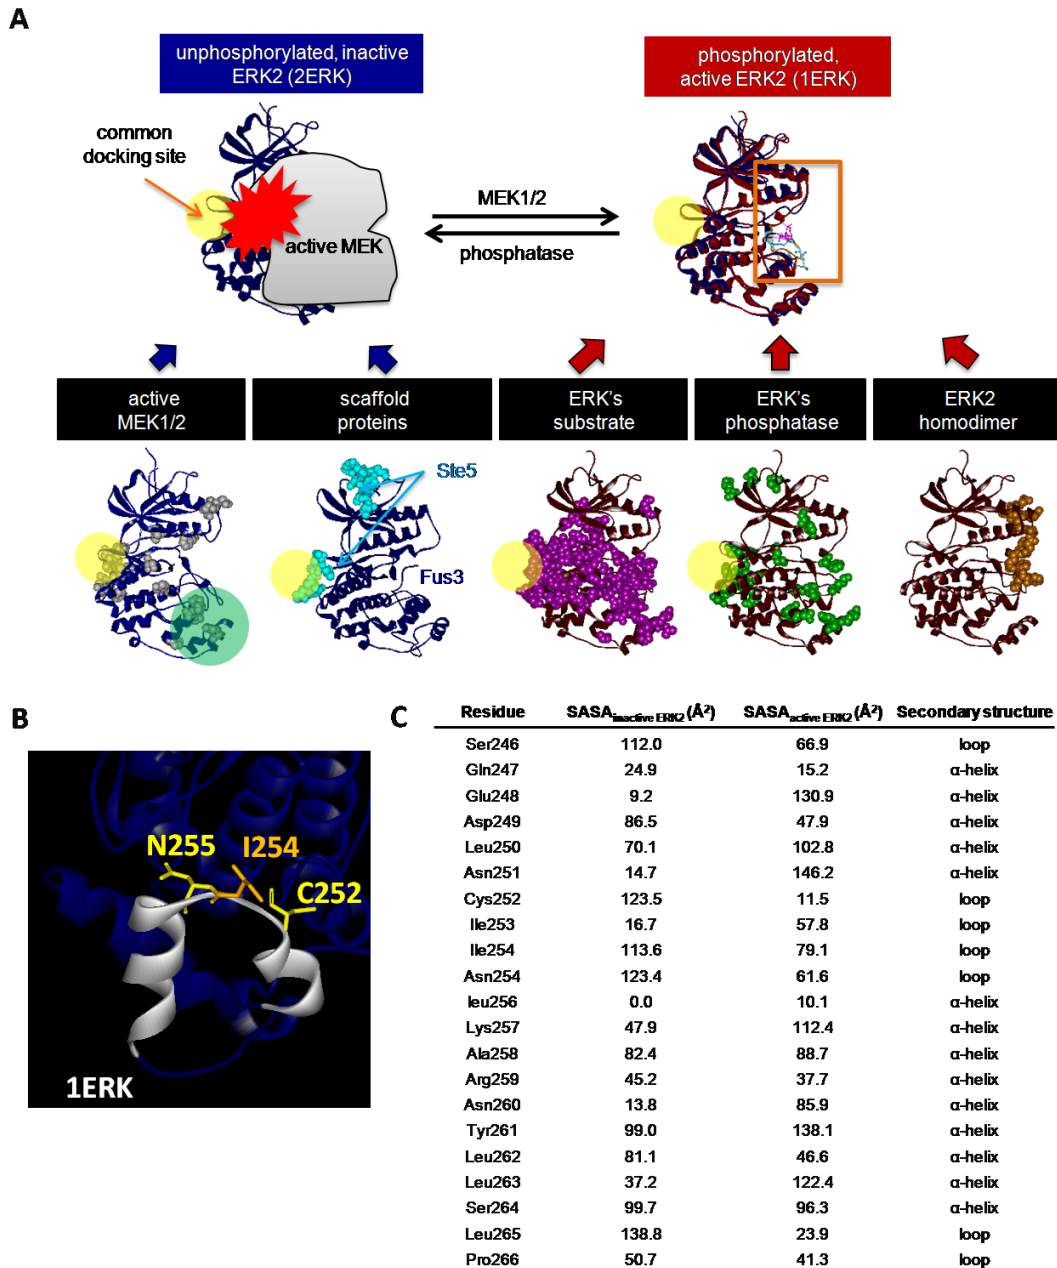 A
unphosphorylated, inactive
ERK2 (2ERK)
phosphorylated,
active ERK2 (1ERK)
common
docking site
active MEK
MEK1/2
phosphatase
active
MEK1/2
scaffold
proteins
ERK's
substrate
ERK's
phosphatase
ERK2
homodimer
Ste5
Fus3
B
N255
I254
C252
1ERK
C
Residue SASA inactive ERK2 (Å²) SASA active ERK2 (Å²) Secondary structure
Ser246 112.0 66.9 loop
Gln247 24.9 15.2 α-helix
Glu248 9.2 130.9 α-helix
Asp249 86.5 47.9 α-helix
Leu250 70.1 102.8 α-helix
Asn251 14.7 146.2 α-helix
Cys252 123.5 11.5 loop
Ile253 16.7 57.8 loop
Ile254 113.6 79.1 loop
Asn254 123.4 61.6 loop
leu256 0.0 10.1 α-helix
Lys257 47.9 112.4 α-helix
Ala258 82.4 88.7 α-helix
Arg259 45.2 37.7 α-helix
Asn260 13.8 85.9 α-helix
Tyr261 99.0 138.1 α-helix
Leu262 81.1 46.6 α-helix
Leu263 37.2 122.4 α-helix
Ser264 99.7 96.3 α-helix
Leu265 138.8 23.9 loop
Pro266 50.7 41.3 loop